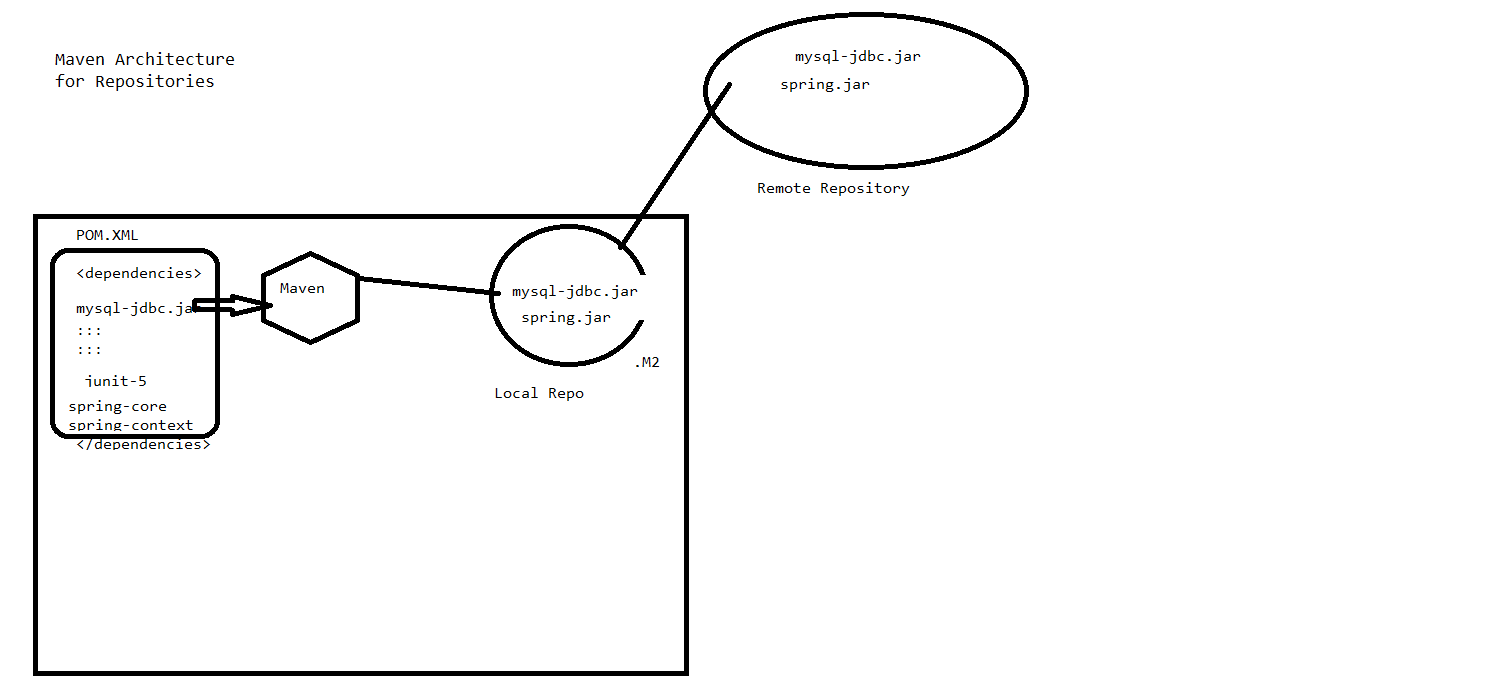 Maven Architecture
for Repositories
mysql-jdbc.jar
spring.jar
Remote Repository
POM.XML
<dependencies>
mysql-jdbc.jar
:::
:::
junit-5
spring-core
spring-context
</dependencies>
Maven
mysql-jdbc.jar
spring.jar
.M2
Local Repo